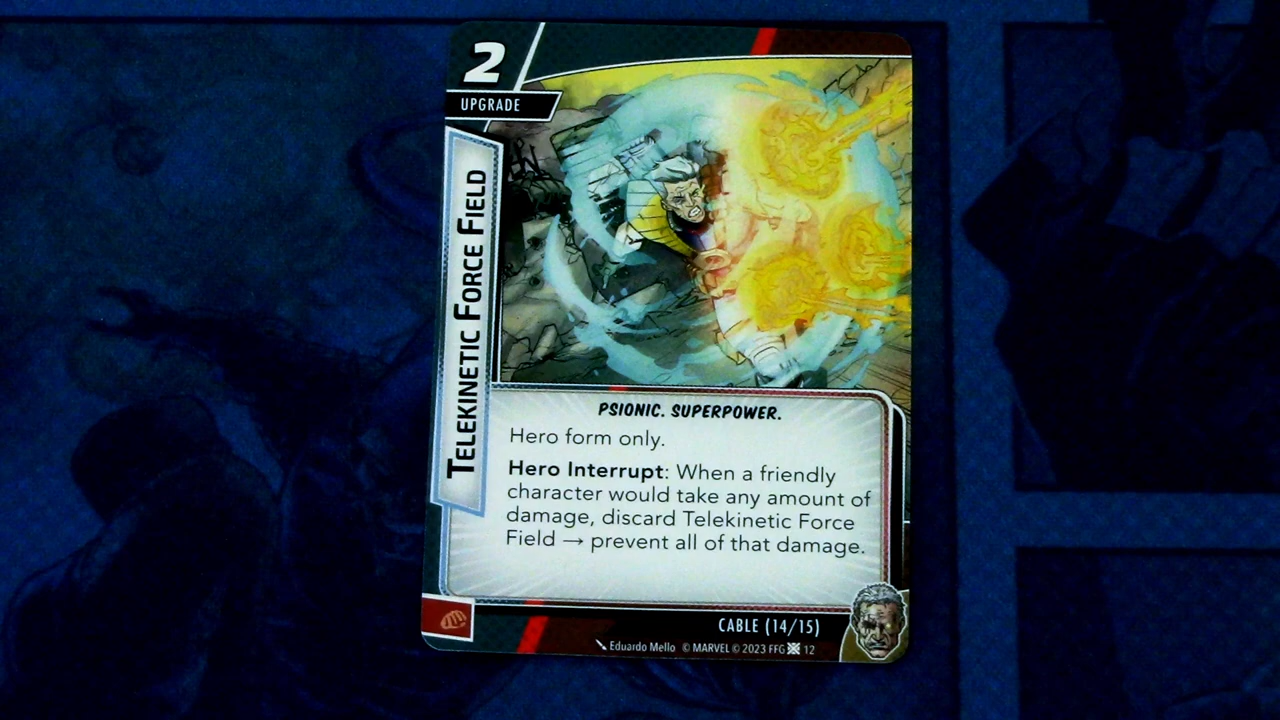 2
UPGRADE
TELEKINETIC FORCE FIELD
PSIONIC. SUPERPOWER.
Hero form only.
Hero Interrupt: When a friendly
character would take any amount of
damage, discard Telekinetic Force
Field → prevent all of that damage.
CABLE (14/15)
Eduardo Mello © MARVEL © 2023 FFG 12